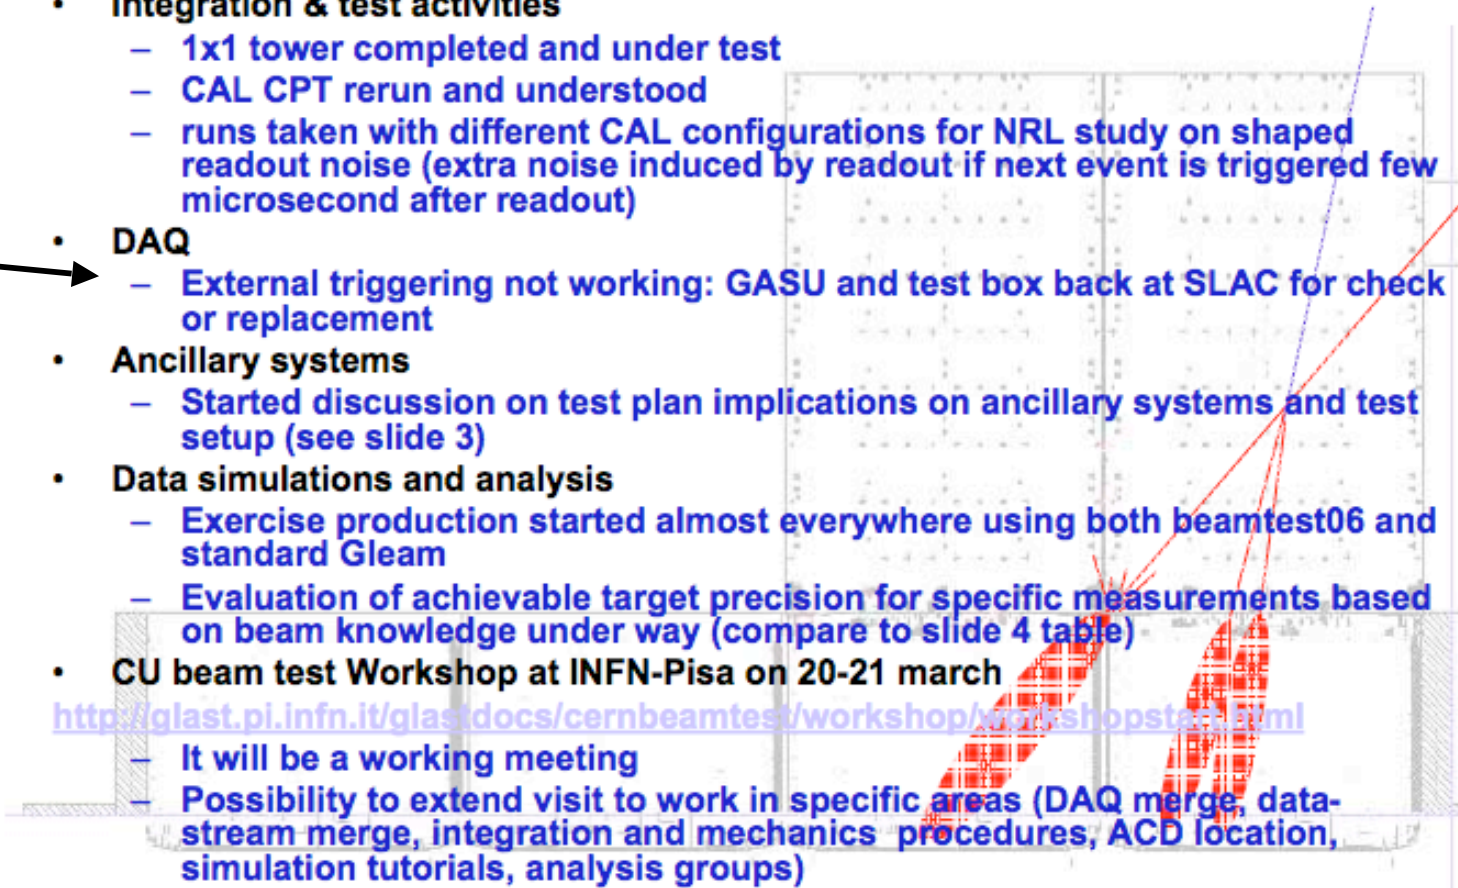 • Integration & test activities
– 1x1 tower completed and under test
– CAL CPT rerun and understood
– runs taken with different CAL configurations for NRL study on shaped
readout noise (extra noise induced by readout if next event is triggered few
microsecond after readout)
• DAQ
– External triggering not working: GASU and test box back at SLAC for check
or replacement
• Ancillary systems
– Started discussion on test plan implications on ancillary systems and test
setup (see slide 3)
• Data simulations and analysis
– Exercise production started almost everywhere using both beamtest06 and
standard Gleam
– Evaluation of achievable target precision for specific measurements based
on beam knowledge under way (compare to slide 4 table)
• CU beam test Workshop at INFN-Pisa on 20-21 march
http://glast.pi.infn.it/glastdocs/cernbeamtest/workshop/workshopstart.html
– It will be a working meeting
– Possibility to extend visit to work in specific areas (DAQ merge, data-
stream merge, integration and mechanics procedures, ACD location,
simulation tutorials, analysis groups)